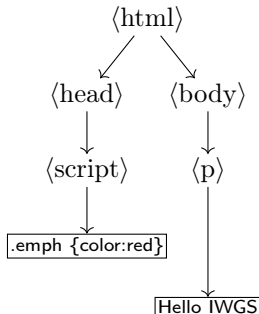 ⟨html⟩
⟨head⟩ ⟨body⟩
⟨script⟩ ⟨p⟩
.emph {color:red}
Hello IWGS